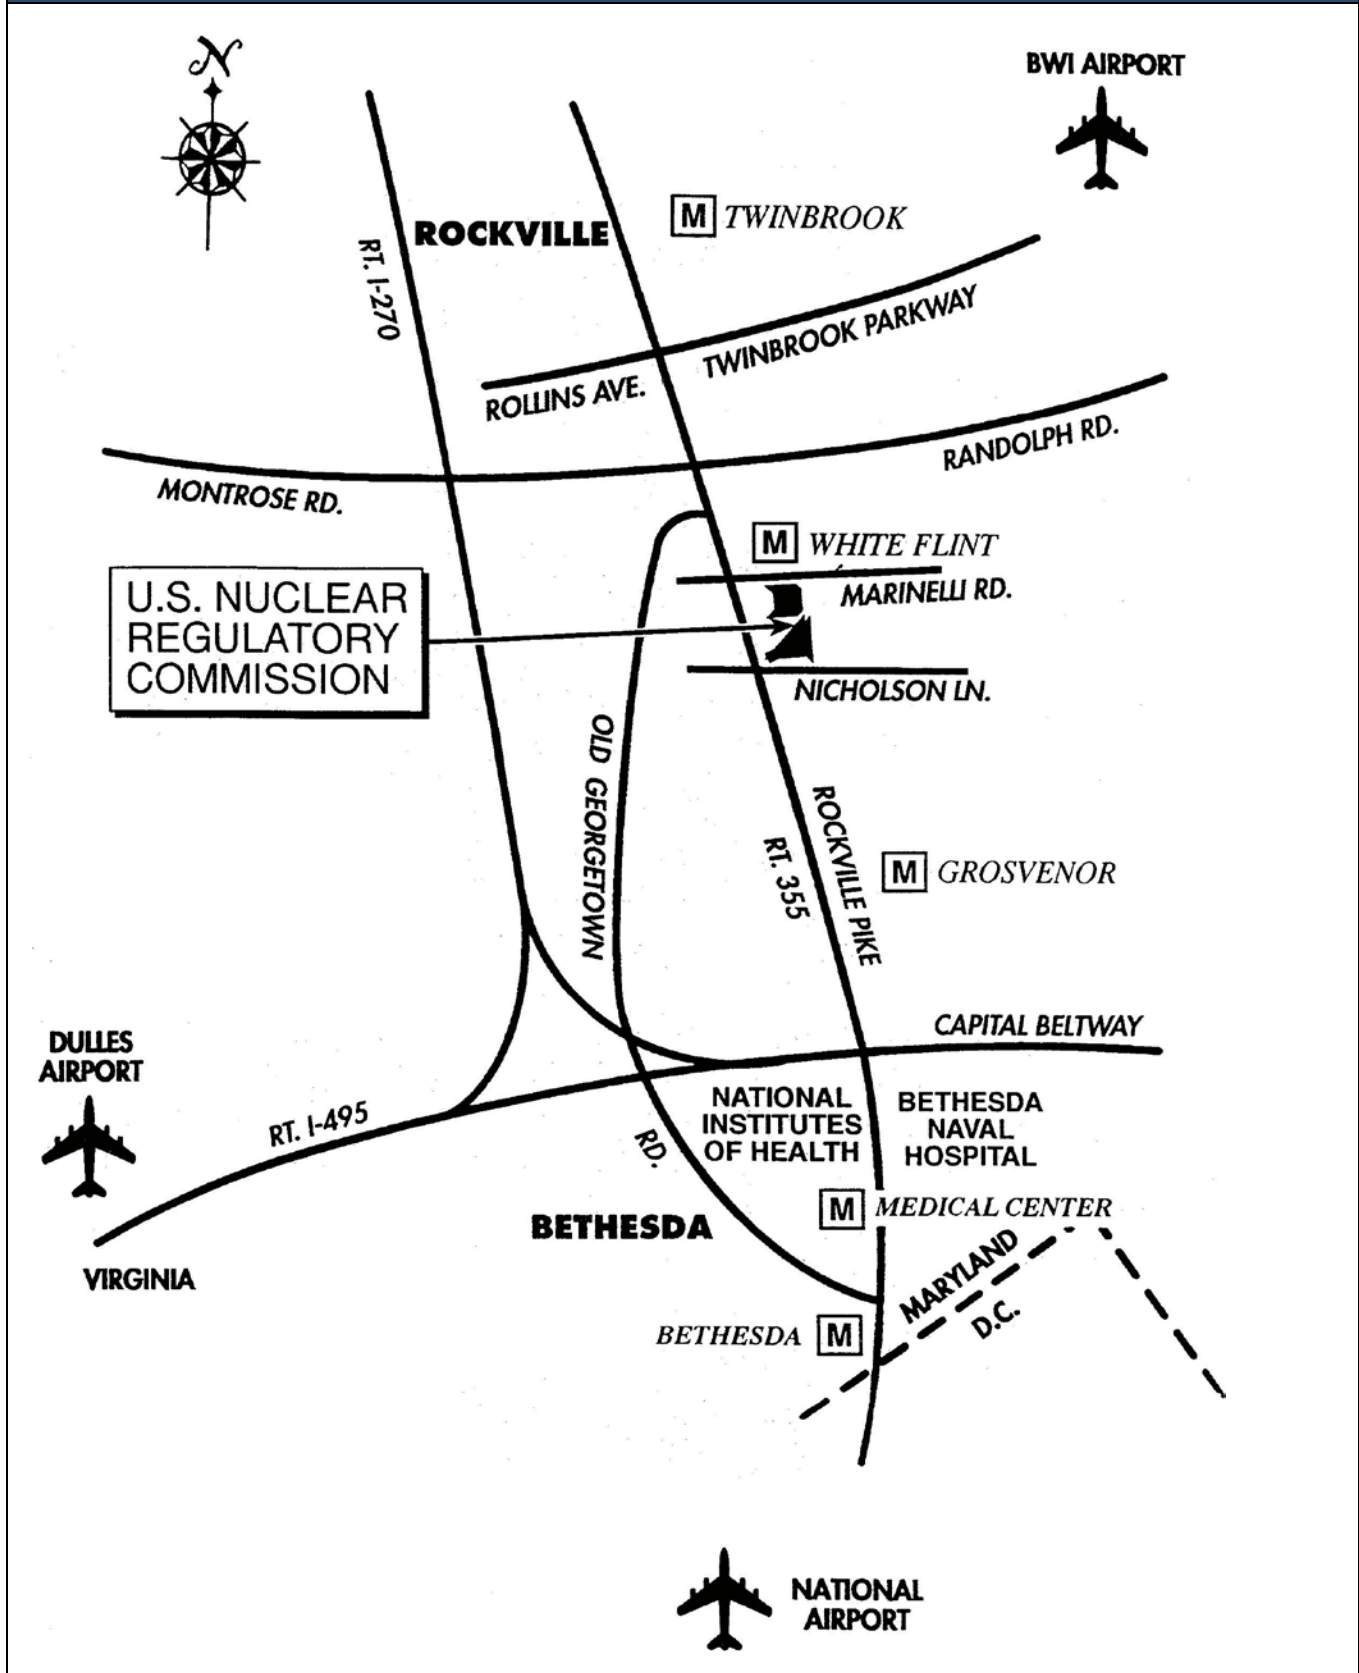 N
BWI AIRPORT
M TWINBROOK
ROCKVILLE
RT. I-270
TWINBROOK PARKWAY
ROLLINS AVE.
RANDOLPH RD.
MONTROSE RD.
M WHITE FLINT
MARINELLI RD.
U.S. NUCLEAR
REGULATORY
COMMISSION
NICHOLSON LN.
OLD GEORGETOWN
ROCKVILLE PIKE
RT. 355
M GROSVENOR
CAPITAL BELTWAY
DULLES
AIRPORT
NATIONAL
INSTITUTES
OF HEALTH
BETHESDA
NAVAL
HOSPITAL
RT. I-495
RD.
M MEDICAL CENTER
BETHESDA
MARYLAND
D.C.
VIRGINIA
BETHESDA M
NATIONAL
AIRPORT